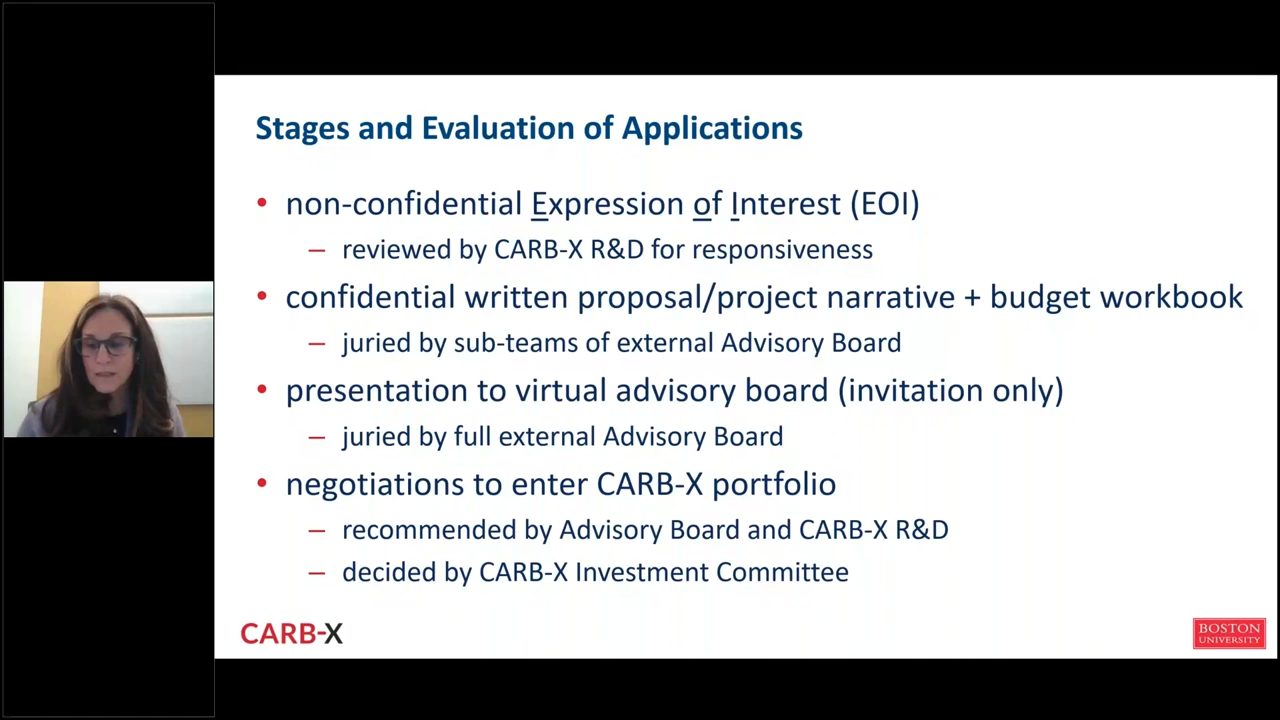 Stages and Evaluation of Applications
• non-confidential Expression of Interest (EOI)
– reviewed by CARB-X R&D for responsiveness
• confidential written proposal/project narrative + budget workbook
– juried by sub-teams of external Advisory Board
• presentation to virtual advisory board (invitation only)
– juried by full external Advisory Board
• negotiations to enter CARB-X portfolio
– recommended by Advisory Board and CARB-X R&D
– decided by CARB-X Investment Committee
CARB-X
BOSTON
UNIVERSITY